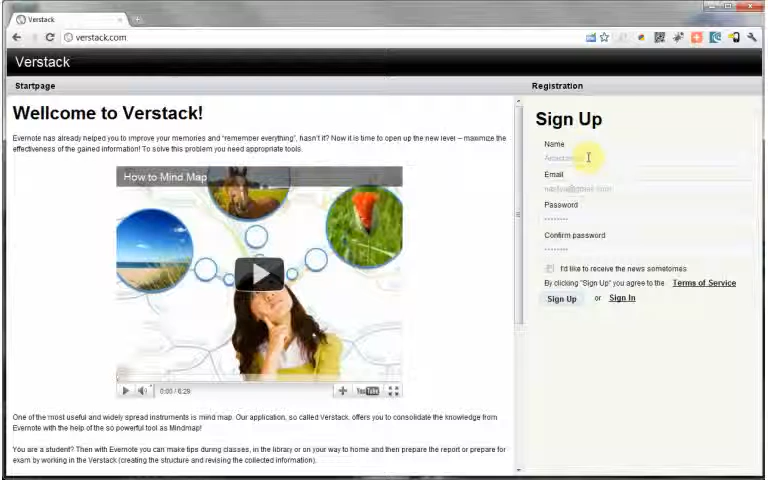 Verstack
verstack.com
Verstack
Startpage
Registration
Wellcome to Verstack!
Evernote has already helped you to improve your memories and "remember everything", hasn't it? Now it is time to open up the new level – maximize the
effectiveness of the gained information! To solve this problem you need appropriate tools.
How to Mind Map
0:00 / 6:29
YouTube
One of the most useful and widely spread instruments is mind map. Our application, so called Verstack, offers you to consolidate the knowledge from
Evernote with the help of the so powerful tool as Mindmap!
You are a student? Then with Evernote you can make tips during classes, in the library or on your way to home and then prepare the report or prepare for
exam by working in the Verstack (creating the structure and revising the collected information).
Sign Up
Name
Email
Password
Confirm password
I'd like to receive the news sometomes
By clicking "Sign Up" you agree to the Terms of Service
Sign Up or Sign In